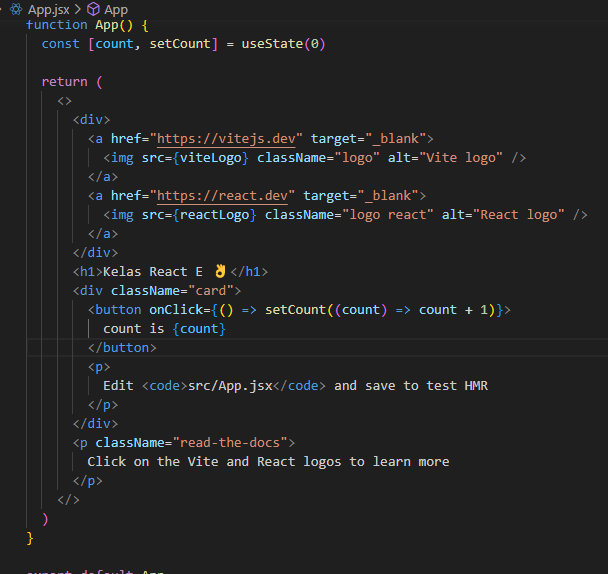 App.jsx > App
function App() {
  const [count, setCount] = useState(0)

  return (
    <>
      <div>
        <a href="https://vitejs.dev" target="_blank">
          <img src={viteLogo} className="logo" alt="Vite logo" />
        </a>
        <a href="https://react.dev" target="_blank">
          <img src={reactLogo} className="logo react" alt="React logo" />
        </a>
      </div>
      <h1>Kelas React E 👌</h1>
      <div className="card">
        <button onClick={() => setCount((count) => count + 1)}>
          count is {count}
        </button>
        <p>
          Edit <code>src/App.jsx</code> and save to test HMR
        </p>
      </div>
      <p className="read-the-docs">
        Click on the Vite and React logos to learn more
      </p>
    </>
  )
}

export default App